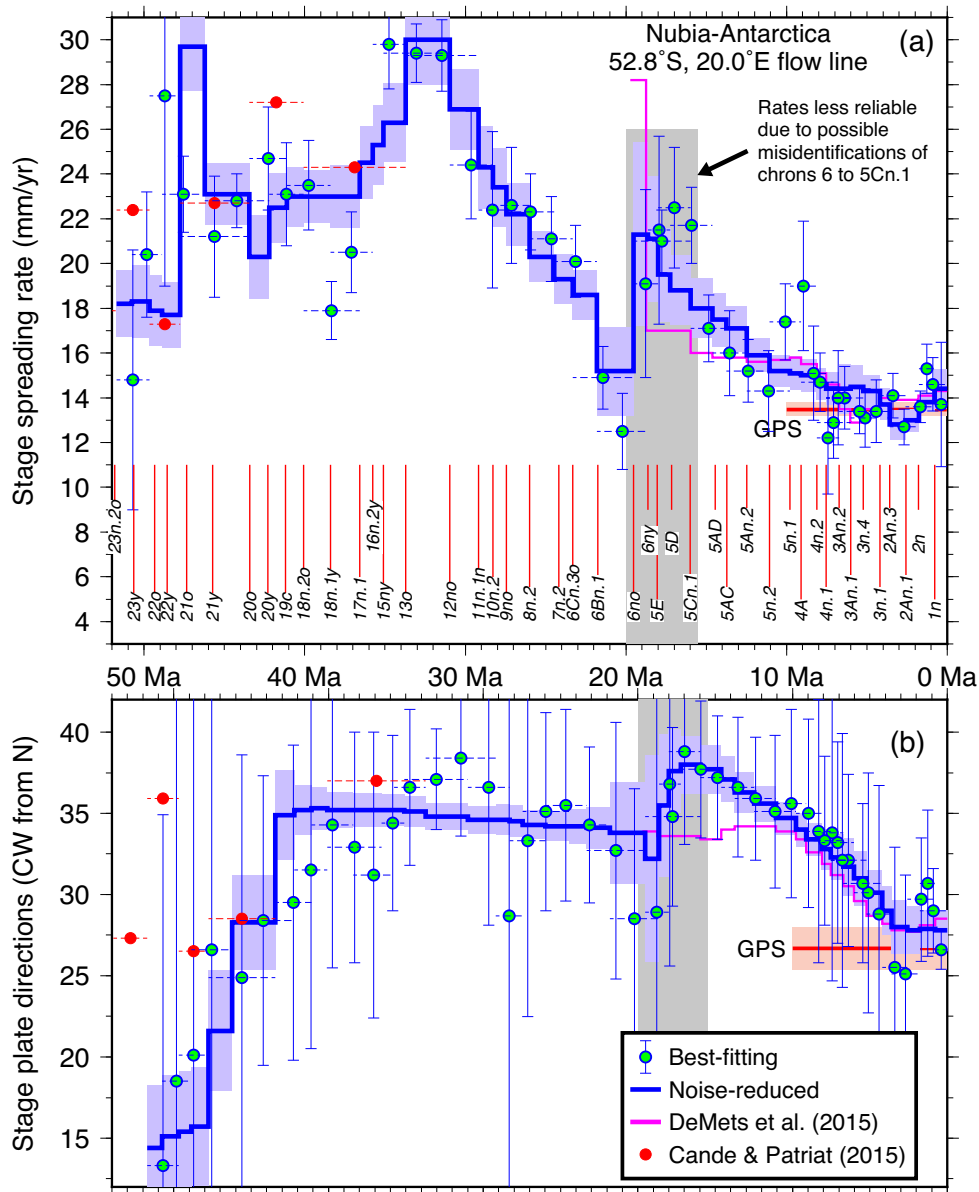 Nubia-Antarctica
(a)
52.8°S, 20.0°E flow line
Rates less reliable
due to possible
misidentifications of
chrons 6 to 5Cn.1
Stage spreading rate (mm/yr)
30
28
26
24
22
20
18
16
14
12
10
8
6
4
GPS
23n.2o
23y
22o
22y
21o
21y
20o
20y
19c
18n.2o
18n.1y
17n.1
16n.2y
15ny
13o
12no
11n.1n
10n.2
9no
8n.2
7n.2
6Cn.3o
6Bn.1
6no
6ny
5E
5D
5Cn.1
5AD
5AC
5An.2
5n.2
5n.1
4A
4n.2
4n.1
3An.2
3An.1
3n.4
3n.1
2An.3
2An.1
2n
1n
50 Ma
40 Ma
30 Ma
20 Ma
10 Ma
0 Ma
(b)
Stage plate directions (CW from N)
40
35
30
25
20
15
GPS
Best-fitting
Noise-reduced
DeMets et al. (2015)
Cande & Patriat (2015)